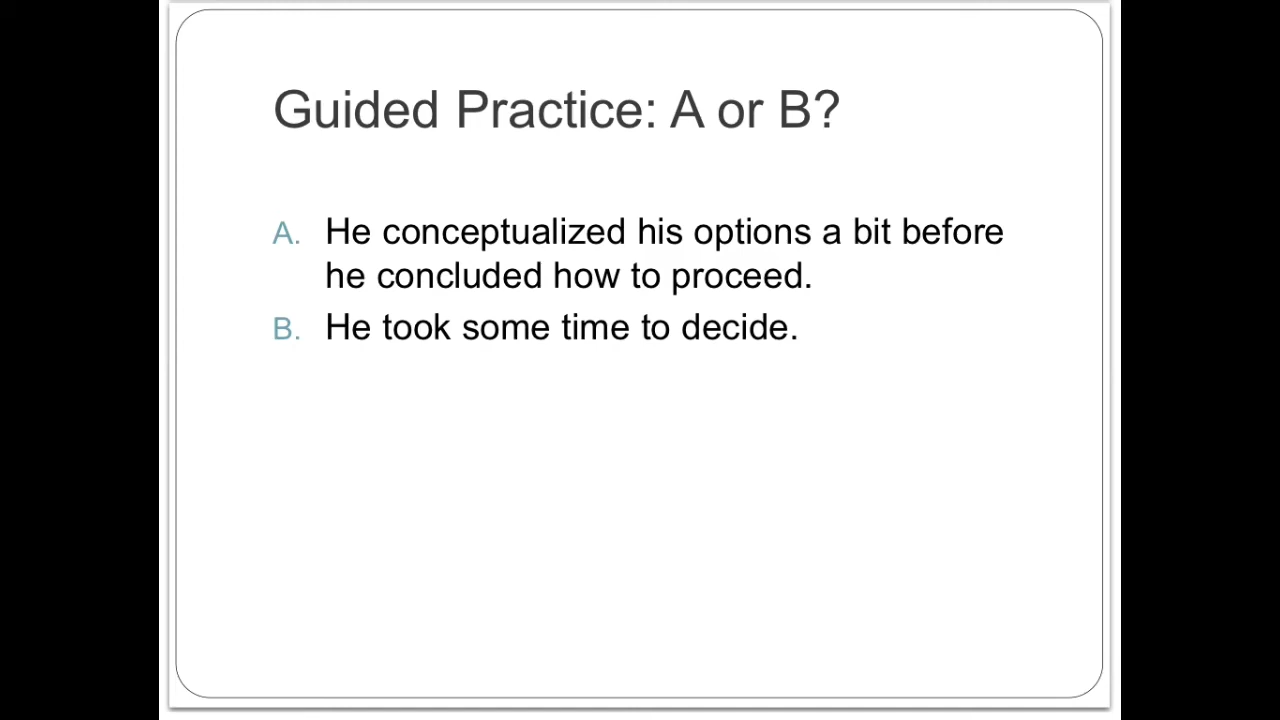 Guided Practice: A or B?
A. He conceptualized his options a bit before
he concluded how to proceed.
B. He took some time to decide.